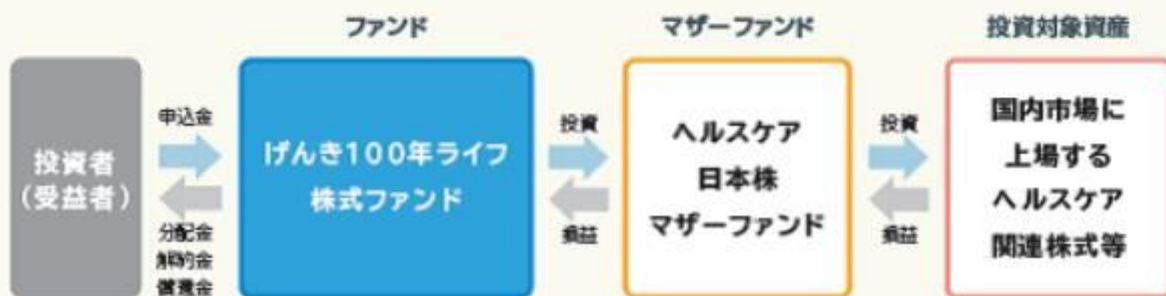 ファンド
マザーファンド
投資対象資産
投資者
（受益者）
申込金
分配金
解約金
償還金
げんき100年ライフ
株式ファンド
投資
損益
ヘルスケア
日本株
マザーファンド
投資
損益
国内市場に
上場する
ヘルスケア
関連株式等